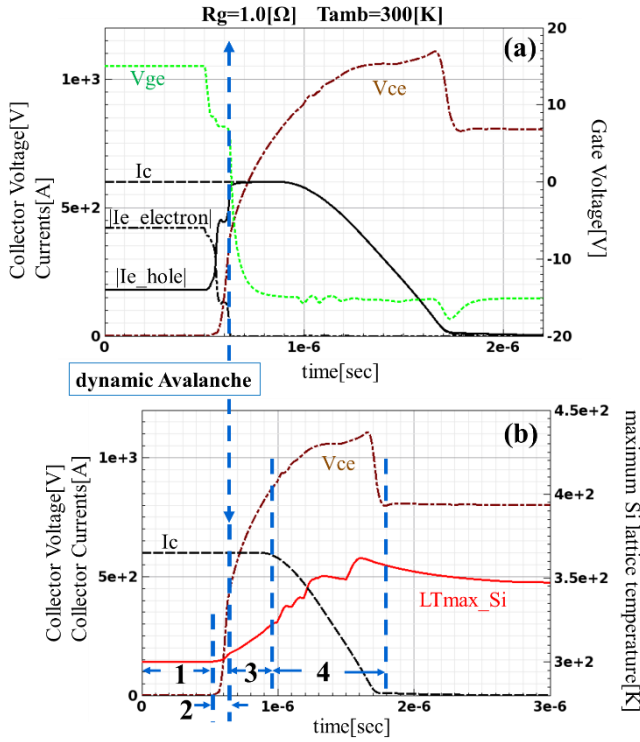 Rg=1.0[Ω] Tamb=300[K]
(a)
Vge
Vce
Ic
|Ie_electron|
|Ie_hole|
Collector Voltage[V]
Currents[A]
1e+3
5e+2
0
20
15
10
0
-10
-20
Gate Voltage[V]
0
1e-6
2e-6
time[sec]
dynamic Avalanche
(b)
Vce
Ic
LTmax_Si
Collector Voltage[V]
Collector Currents[A]
1e+3
5e+2
0
4.5e+2
4e+2
3.5e+2
3e+2
maximum Si lattice temperature[K]
1
2
3
4
0
1e-6
2e-6
3e-6
time[sec]